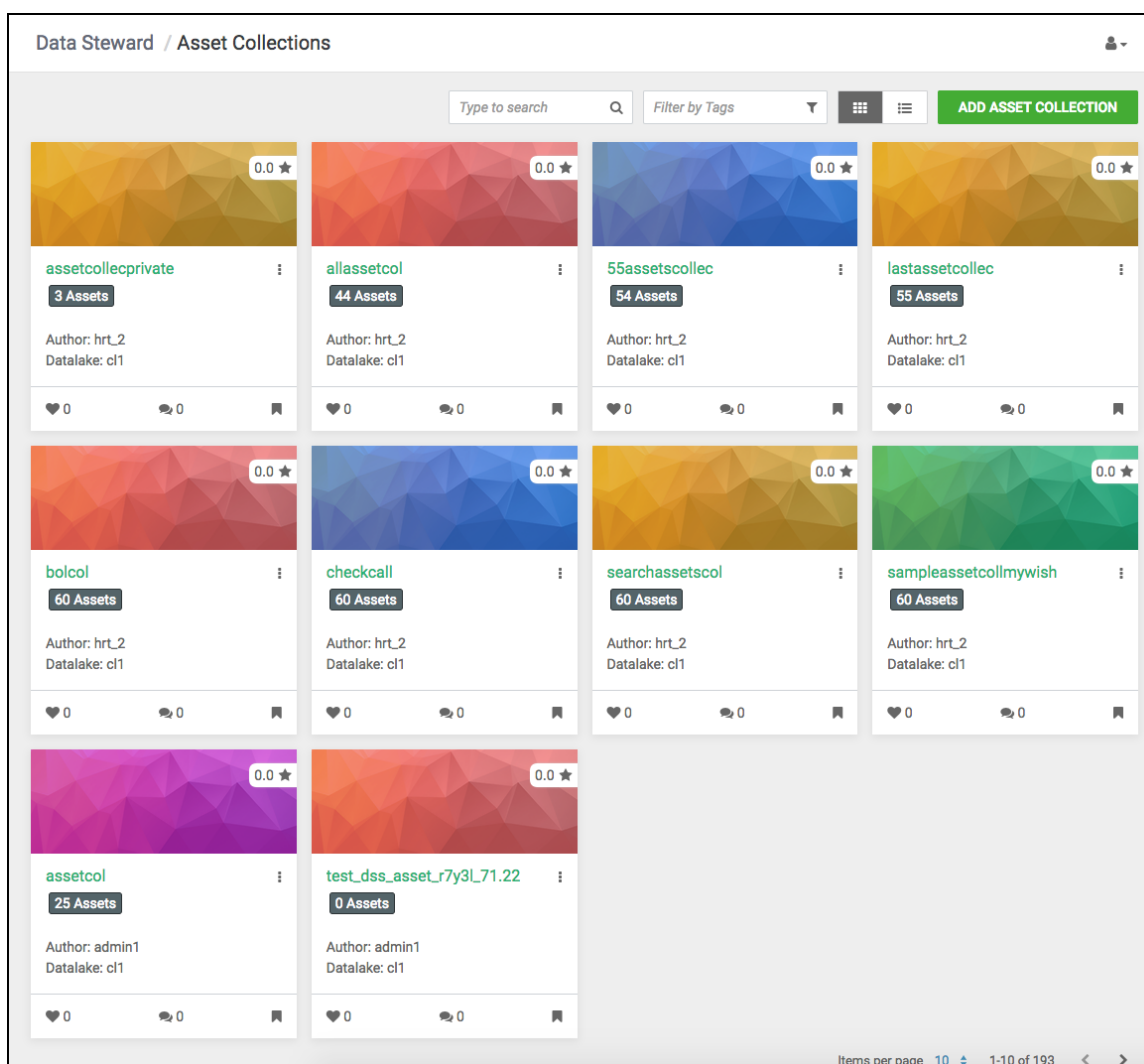 Data Steward / Asset Collections
Type to search
Filter by Tags
ADD ASSET COLLECTION
0.0
assetcollecprivate
3 Assets
Author: hrt_2
Datalake: cl1
0
0
0.0
allassetcol
44 Assets
Author: hrt_2
Datalake: cl1
0
0
0.0
55assetscollec
54 Assets
Author: hrt_2
Datalake: cl1
0
0
0.0
lastassetcollec
55 Assets
Author: hrt_2
Datalake: cl1
0
0
0.0
bolcol
60 Assets
Author: hrt_2
Datalake: cl1
0
0
0.0
checkcall
60 Assets
Author: hrt_2
Datalake: cl1
0
0
0.0
searchassetscol
60 Assets
Author: hrt_2
Datalake: cl1
0
0
0.0
sampleassetcollmywish
60 Assets
Author: hrt_2
Datalake: cl1
0
0
0.0
assetcol
25 Assets
Author: admin1
Datalake: cl1
0
0
0.0
test_dss_asset_r7y3l_71.22
0 Assets
Author: admin1
Datalake: cl1
0
0
Items per page 10 1-10 of 193